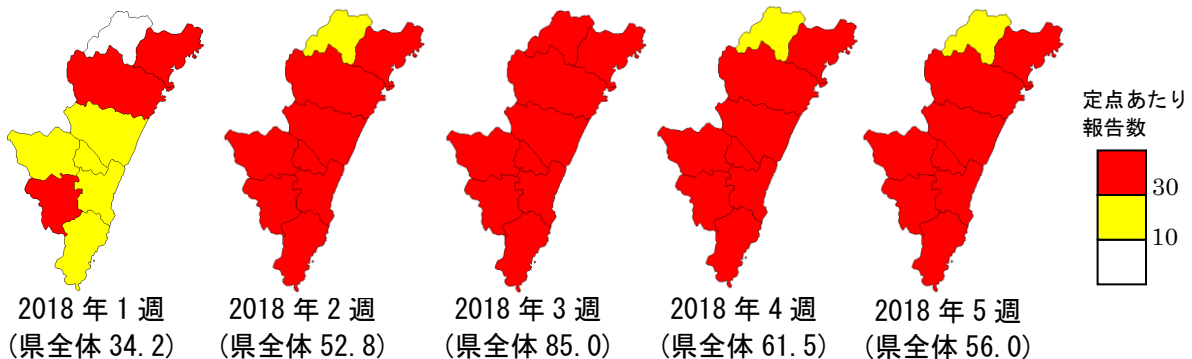 2018 年 1 週
(県全体 34.2)
2018 年 2 週
(県全体 52.8)
2018 年 3 週
(県全体 85.0)
2018 年 4 週
(県全体 61.5)
2018 年 5 週
(県全体 56.0)
定点あたり
報告数
30
10